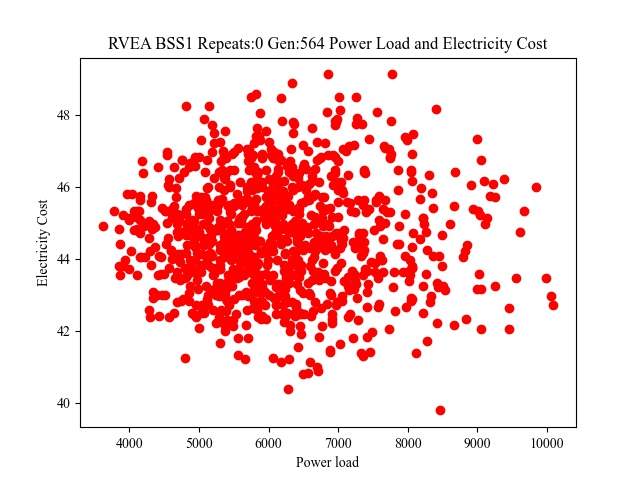 RVEA BSS1 Repeats:0 Gen:564 Power Load and Electricity Cost
48
46
44
42
40
Electricity Cost
4000 5000 6000 7000 8000 9000 10000
Power load